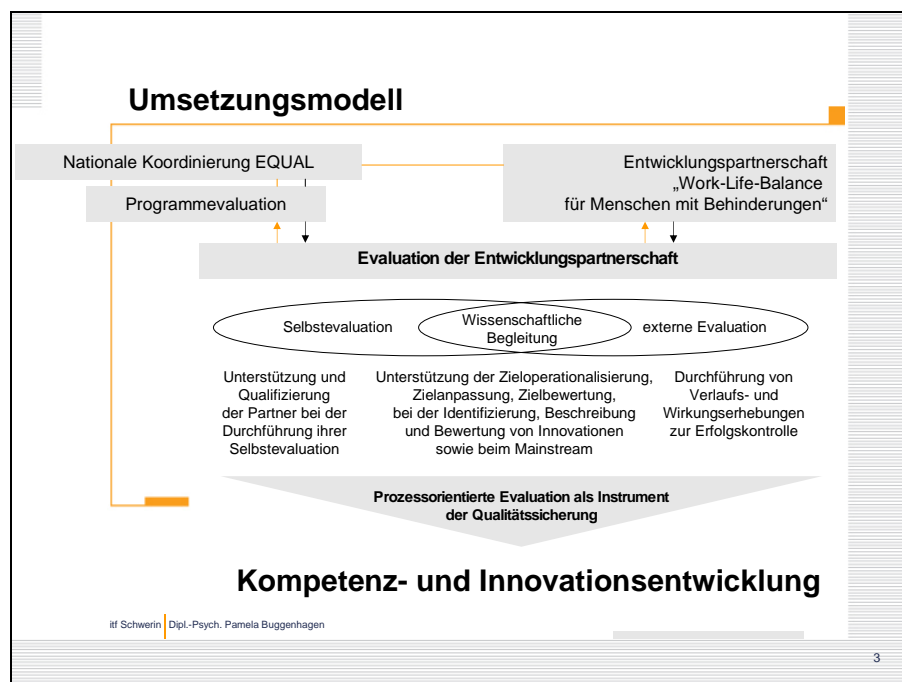 Umsetzungsmodell
Nationale Koordinierung EQUAL
Programmevaluation
Entwicklungspartnerschaft
„Work-Life-Balance
für Menschen mit Behinderungen“
Evaluation der Entwicklungspartnerschaft
Selbstevaluation
Wissenschaftliche
Begleitung
externe Evaluation
Unterstützung und
Qualifizierung
der Partner bei der
Durchführung ihrer
Selbstevaluation
Unterstützung der Zieloperationalisierung,
Zielanpassung, Zielbewertung,
bei der Identifizierung, Beschreibung
und Bewertung von Innovationen
sowie beim Mainstream
Durchführung von
Verlaufs- und
Wirkungserhebungen
zur Erfolgskontrolle
Prozessorientierte Evaluation als Instrument
der Qualitätssicherung
Kompetenz- und Innovationsentwicklung
itf Schwerin Dipl.-Psych. Pamela Buggenhagen
3